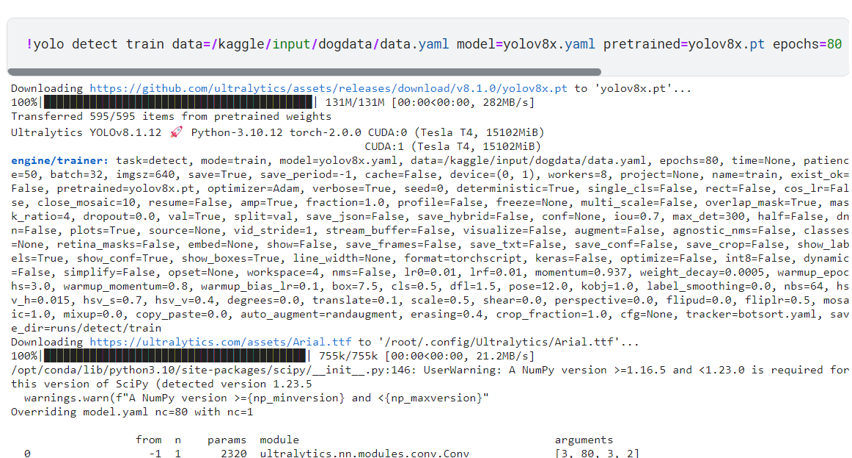 !yolo detect train data=/kaggle/input/dogdata/data.yaml model=yolov8x.yaml pretrained=yolov8x.pt epochs=80
Downloading https://github.com/ultralytics/assets/releases/download/v8.1.0/yolov8x.pt to 'yolov8x.pt'...
100%| | 131M/131M [00:00<00:00, 282MB/s]
Transferred 595/595 items from pretrained weights
Ultralytics YOLOv8.1.12 🚀 Python-3.10.12 torch-2.0.0 CUDA:0 (Tesla T4, 15102MiB)
CUDA:1 (Tesla T4, 15102MiB)
engine/trainer: task=detect, mode=train, model=yolov8x.yaml, data=/kaggle/input/dogdata/data.yaml, epochs=80, time=None, patien
ce=50, batch=32, imgsz=640, save=True, save_period=-1, cache=False, device=(0, 1), workers=8, project=None, name=train, exist_ok=
False, pretrained=yolov8x.pt, optimizer=Adam, verbose=True, seed=0, deterministic=True, single_cls=False, rect=False, cos_lr=Fa
lse, close_mosaic=10, resume=False, amp=True, fraction=1.0, profile=False, freeze=None, multi_scale=False, overlap_mask=True, mas
k_ratio=4, dropout=0.0, val=True, split=val, save_json=False, save_hybrid=False, conf=None, iou=0.7, max_det=300, half=False, dn
n=False, plots=True, source=None, vid_stride=1, stream_buffer=False, visualize=False, augment=False, agnostic_nms=False, classes
=None, retina_masks=False, embed=None, show=False, save_frames=False, save_txt=False, save_conf=False, save_crop=False, show_lab
els=True, show_conf=True, show_boxes=True, line_width=None, format=torchscript, keras=False, optimize=False, int8=False, dynamic
=False, simplify=False, opset=None, workspace=4, nms=False, lr0=0.01, lrf=0.01, momentum=0.937, weight_decay=0.0005, warmup_epoc
hs=3.0, warmup_momentum=0.8, warmup_bias_lr=0.1, box=7.5, cls=0.5, dfl=1.5, pose=12.0, kobj=1.0, label_smoothing=0.0, nbs=64, hs
v_h=0.015, hsv_s=0.7, hsv_v=0.4, degrees=0.0, translate=0.1, scale=0.5, shear=0.0, perspective=0.0, flipud=0.0, fliplr=0.5, mosa
ic=1.0, mixup=0.0, copy_paste=0.0, auto_augment=randaugment, erasing=0.4, crop_fraction=1.0, cfg=None, tracker=botsort.yaml, sav
e_dir=runs/detect/train
Downloading https://ultralytics.com/assets/Arial.ttf to '/root/.config/Ultralytics/Arial.ttf'...
100%| | 755k/755k [00:00<00:00, 21.2MB/s]
/opt/conda/lib/python3.10/site-packages/scipy/__init__.py:146: UserWarning: A NumPy version >=1.16.5 and <1.23.0 is required for
this version of SciPy (detected version 1.23.5
warnings.warn(f"A NumPy version >={np_minversion} and <{np_maxversion}"
Overriding model.yaml nc=80 with nc=1
from n params module arguments
0 -1 1 2320 ultralytics.nn.modules.conv.Conv [3, 80, 3, 2]